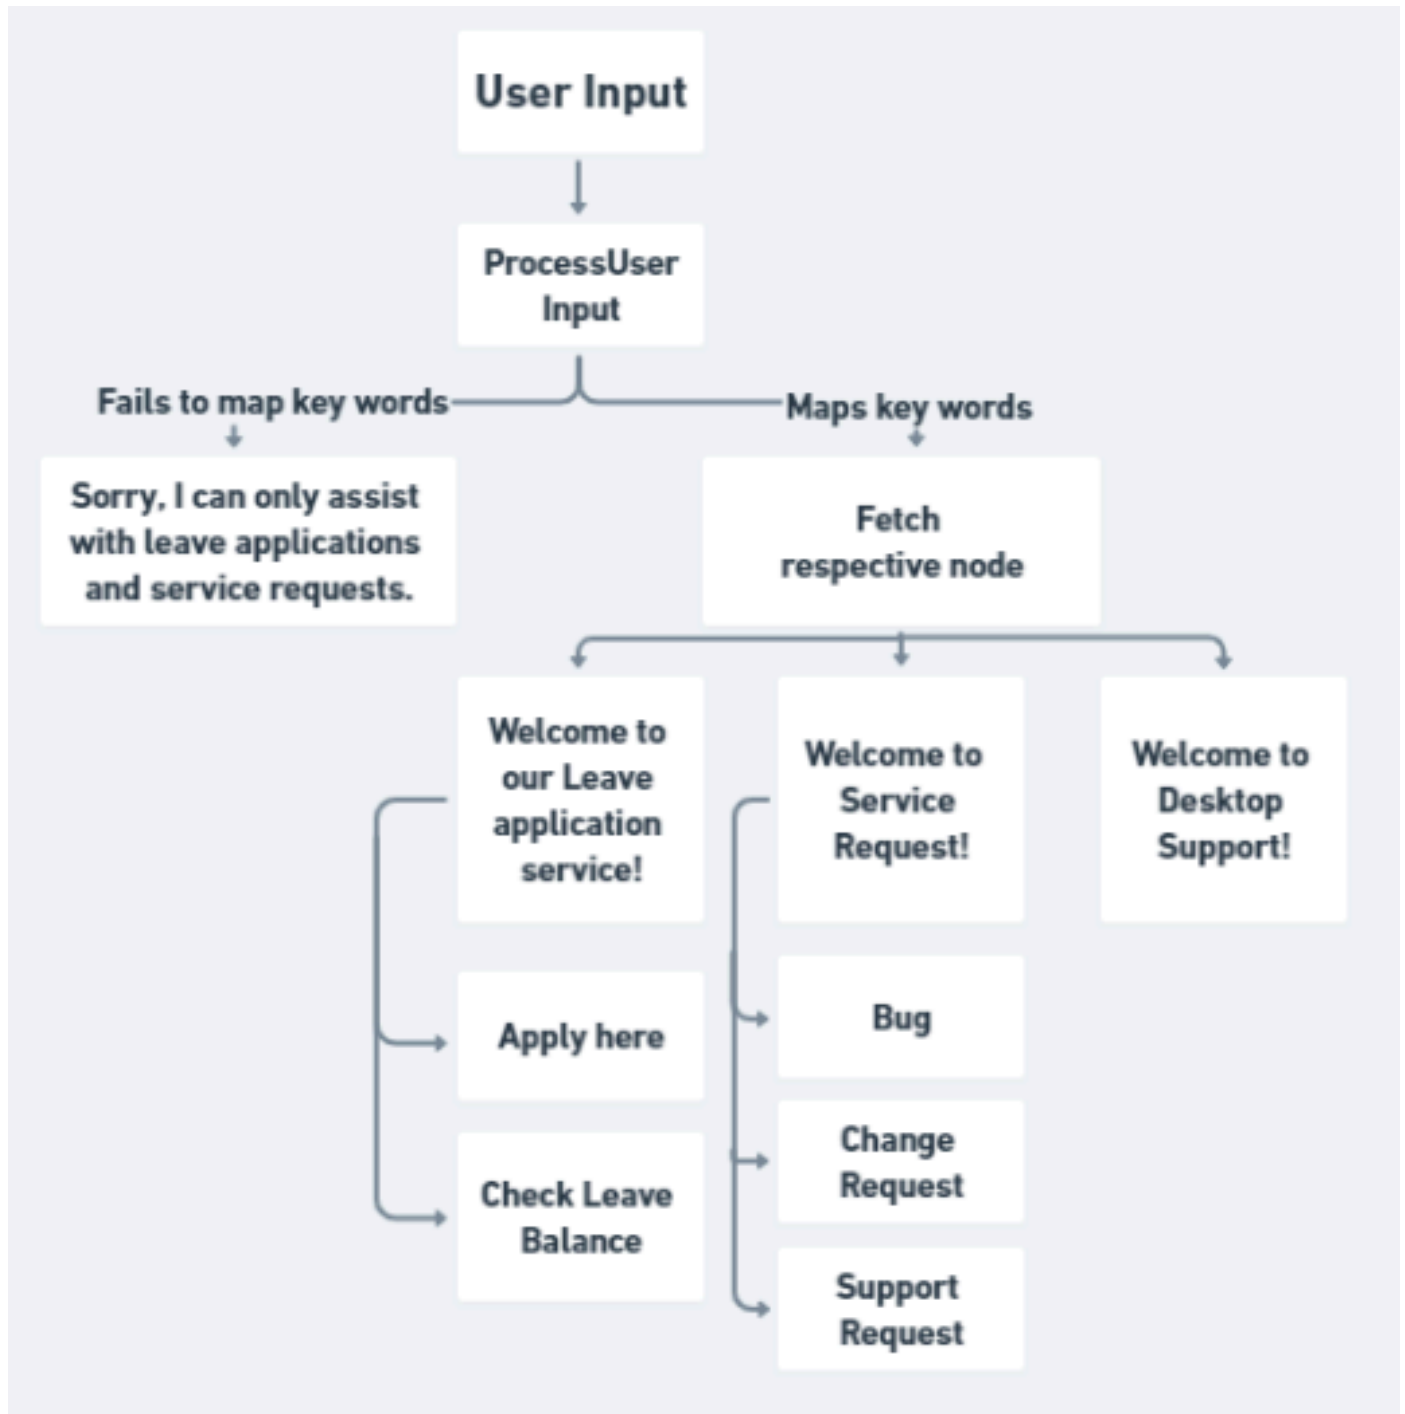 User Input
ProcessUser
Input
Fails to map key words
Maps key words
Sorry, I can only assist
with leave applications
and service requests.
Fetch
respective node
Welcome to
our Leave
application
service!
Welcome to
Service
Request!
Welcome to
Desktop
Support!
Apply here
Check Leave
Balance
Bug
Change
Request
Support
Request